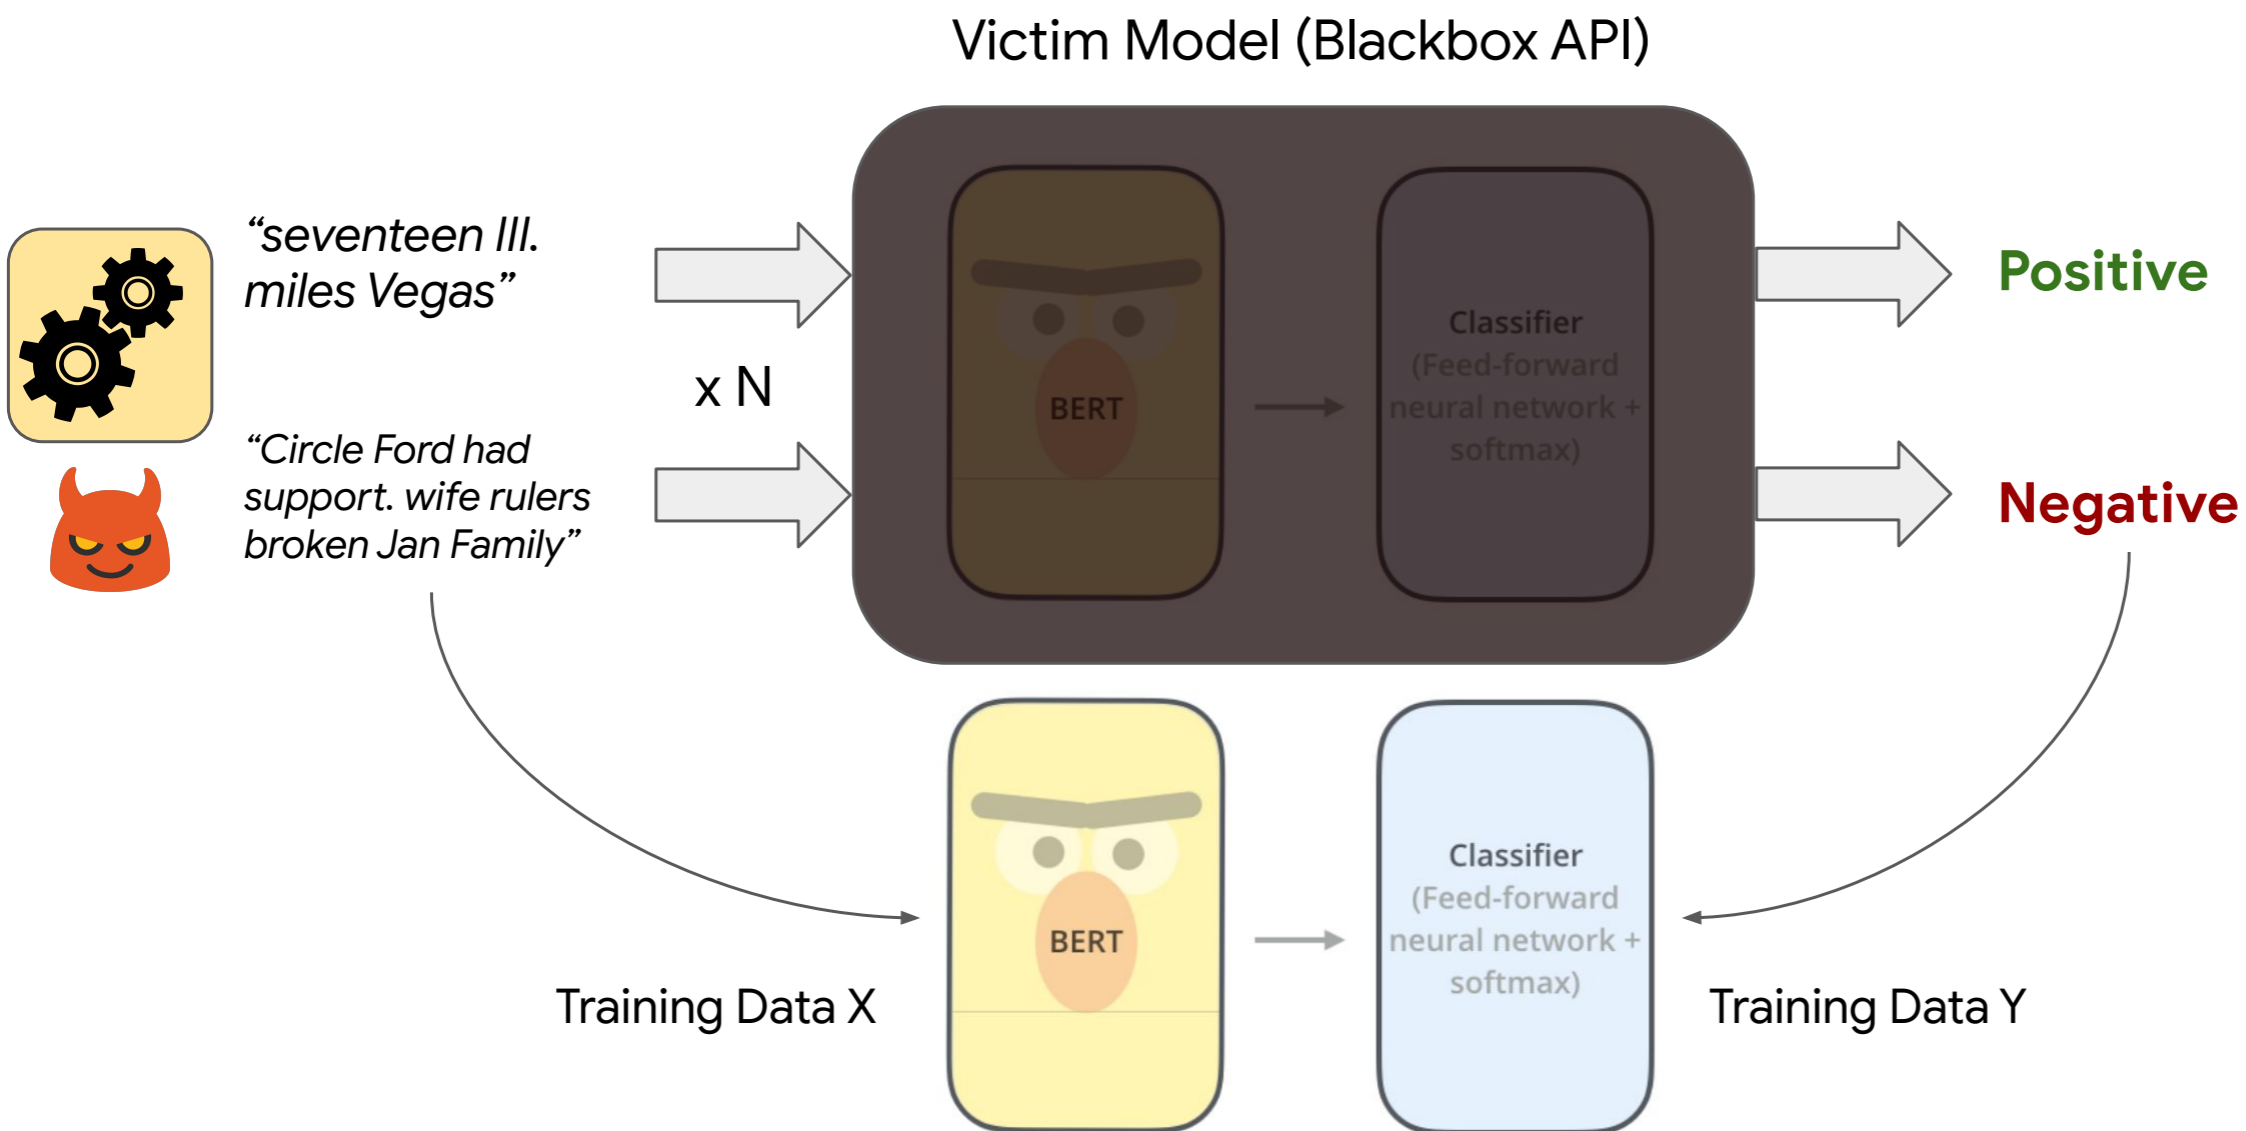 Victim Model (Blackbox API)
“seventeen III.
miles Vegas”
x N
“Circle Ford had
support. wife rulers
broken Jan Family”
BERT
Classifier
(Feed-forward
neural network +
softmax)
Positive
Negative
BERT
Classifier
(Feed-forward
neural network +
softmax)
Training Data X
Training Data Y